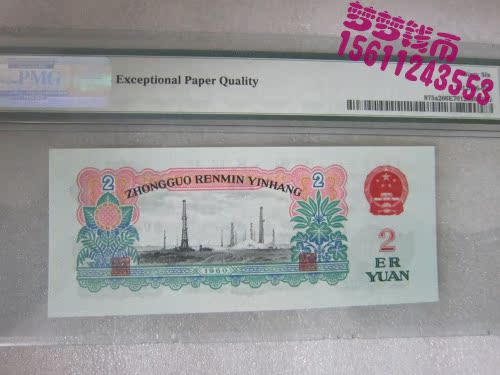 梦梦钱币
15611243553
PMG
Exceptional Paper Quality
2
2
ZHONGGUO RENMIN YINHANG
1960
2
ER
YUAN